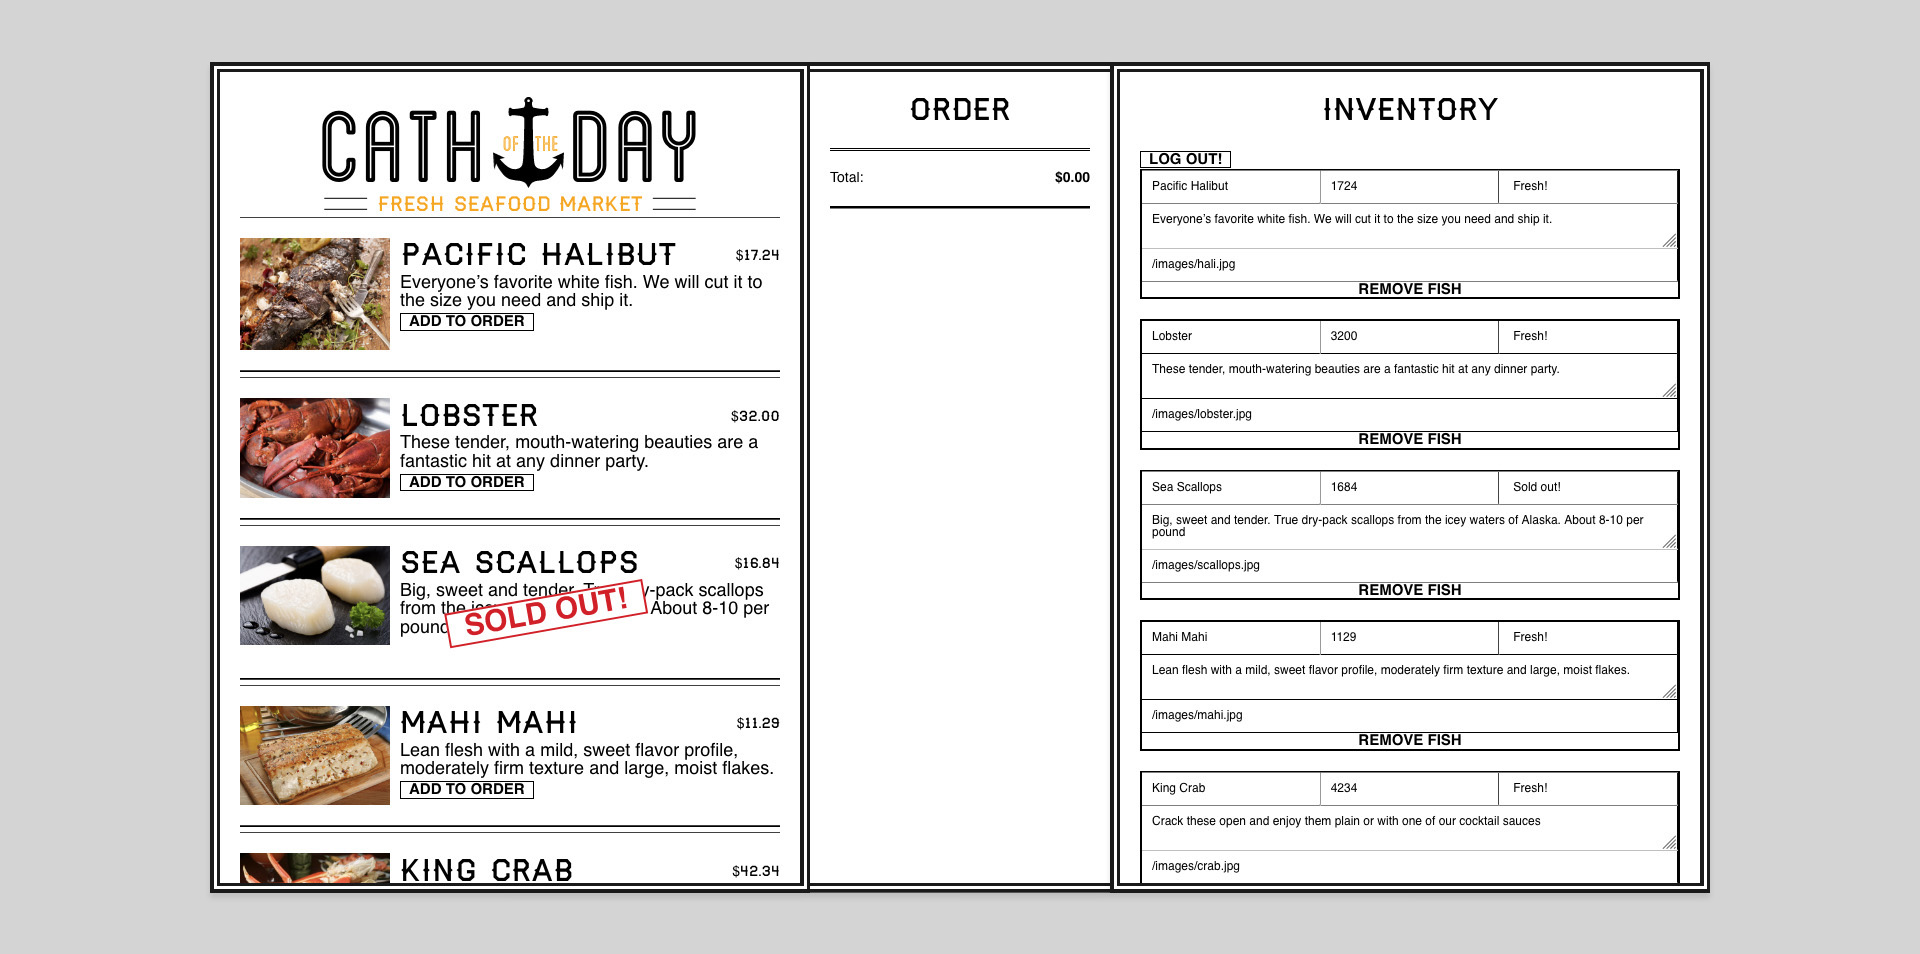 CATH OF THE DAY
FRESH SEAFOOD MARKET
PACIFIC HALIBUT $17.24
Everyone's favorite white fish. We will cut it to
the size you need and ship it.
ADD TO ORDER
LOBSTER $32.00
These tender, mouth-watering beauties are a
fantastic hit at any dinner party.
ADD TO ORDER
SEA SCALLOPS $16.84
Big, sweet and tender. -pack scallops
from the About 8-10 per
pound
SOLD OUT!
MAHI MAHI $11.29
Lean flesh with a mild, sweet flavor profile,
moderately firm texture and large, moist flakes.
ADD TO ORDER
KING CRAB $42.34
ORDER
Total: $0.00
INVENTORY
LOG OUT!
Pacific Halibut 1724 Fresh!
Everyone's favorite white fish. We will cut it to the size you need and ship it.
/images/hali.jpg
REMOVE FISH
Lobster 3200 Fresh!
These tender, mouth-watering beauties are a fantastic hit at any dinner party.
/images/lobster.jpg
REMOVE FISH
Sea Scallops 1684 Sold out!
Big, sweet and tender. True dry-pack scallops from the icey waters of Alaska. About 8-10 per
pound
/images/scallops.jpg
REMOVE FISH
Mahi Mahi 1129 Fresh!
Lean flesh with a mild, sweet flavor profile, moderately firm texture and large, moist flakes.
/images/mahi.jpg
REMOVE FISH
King Crab 4234 Fresh!
Crack these open and enjoy them plain or with one of our cocktail sauces
/images/crab.jpg